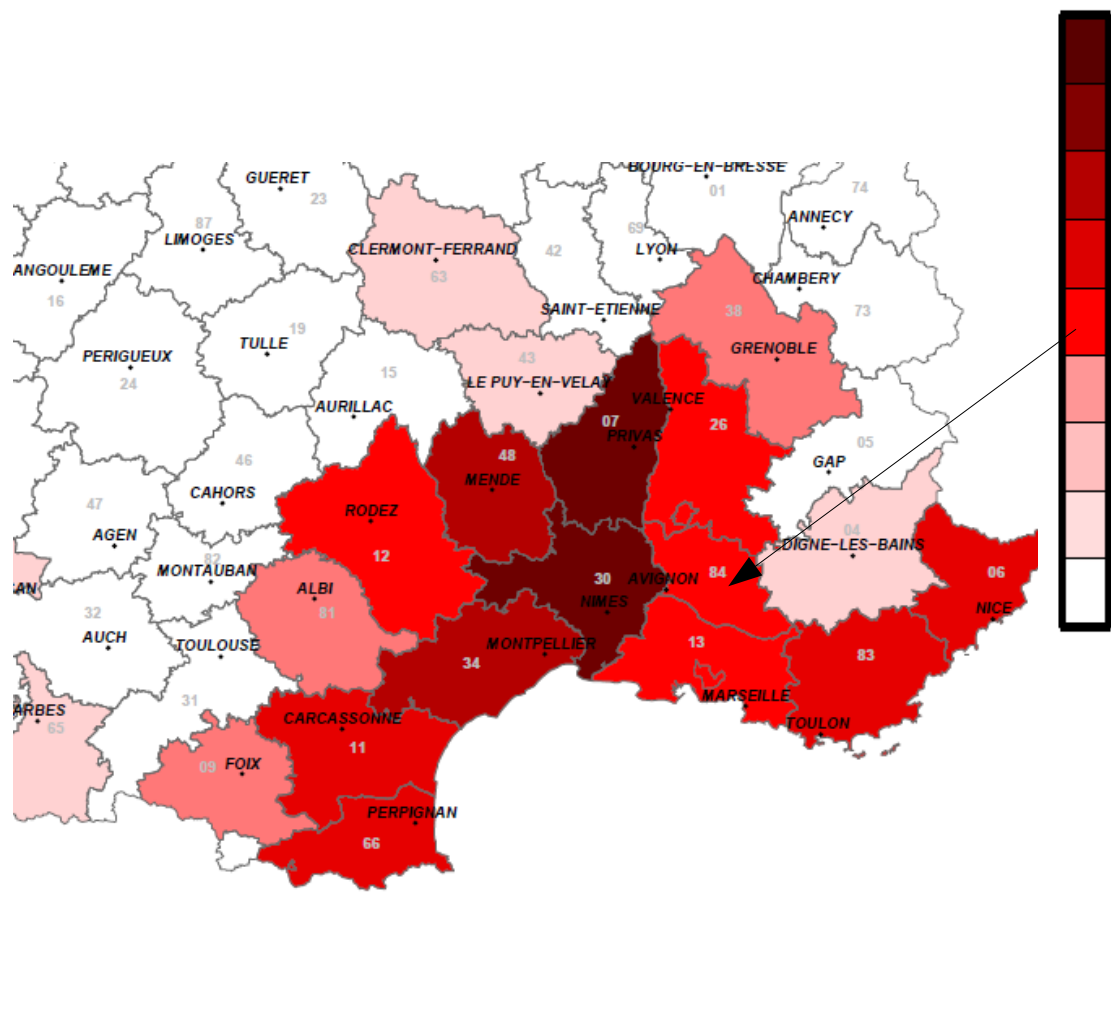 BOURG-EN-BRESSE
GUERET
01
74
23
ANNECY
87
LIMOGES
69
CLERMONT-FERRAND
42
LYON
ANGOULEME
63
CHAMBERY
16
SAINT-ETIENNE
38
73
19
TULLE
GRENOBLE
PERIGUEUX
43
24
15
LE PUY-EN-VELAY
VALENCE
AURILLAC
07
26
PRIVAS
05
48
46
GAP
MENDE
CAHORS
47
RODEZ
04
AGEN
DIGNE-LES-BAINS
12
82
MONTAUBAN
84
06
30
AVIGNON
AN
ALBI
NIMES
NICE
32
81
AUCH
TOULOUSE
MONTPELLIER
13
83
34
MARSEILLE
31
ARBES
CARCASSONNE
TOULON
65
11
09
FOIX
PERPIGNAN
66